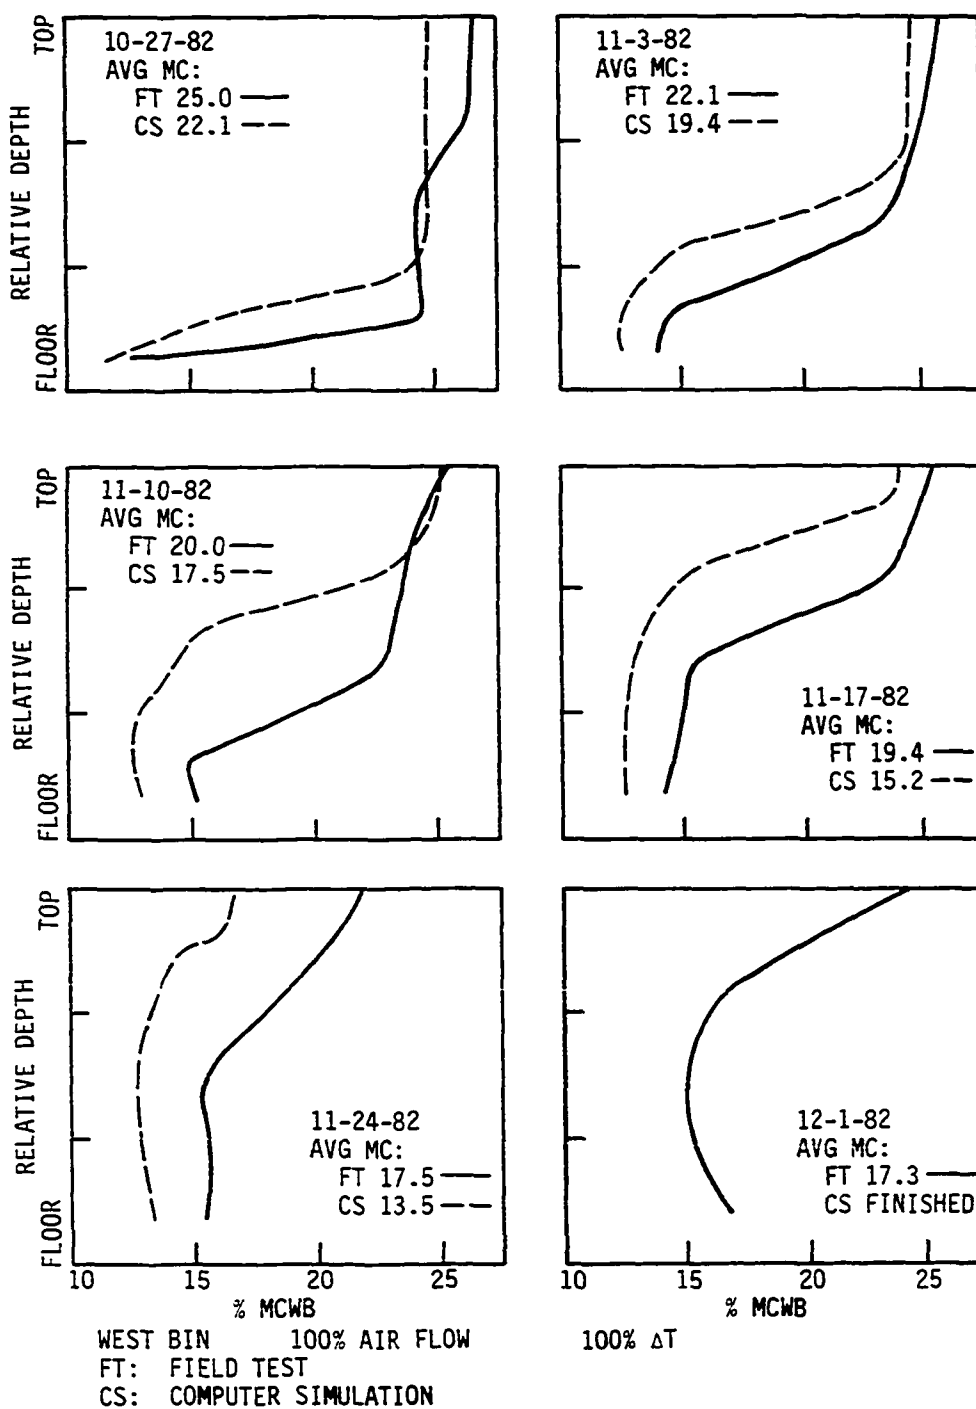 TOP
RELATIVE DEPTH
FLOOR
10-27-82
AVG MC:
FT 25.0
CS 22.1
11-3-82
AVG MC:
FT 22.1
CS 19.4
TOP
RELATIVE DEPTH
FLOOR
11-10-82
AVG MC:
FT 20.0
CS 17.5
11-17-82
AVG MC:
FT 19.4
CS 15.2
TOP
RELATIVE DEPTH
FLOOR
11-24-82
AVG MC:
FT 17.5
CS 13.5
12-1-82
AVG MC:
FT 17.3
CS FINISHED
10 15 20 25
% MCWB
10 15 20 25
% MCWB
WEST BIN 100% AIR FLOW 100% ΔT
FT: FIELD TEST
CS: COMPUTER SIMULATION